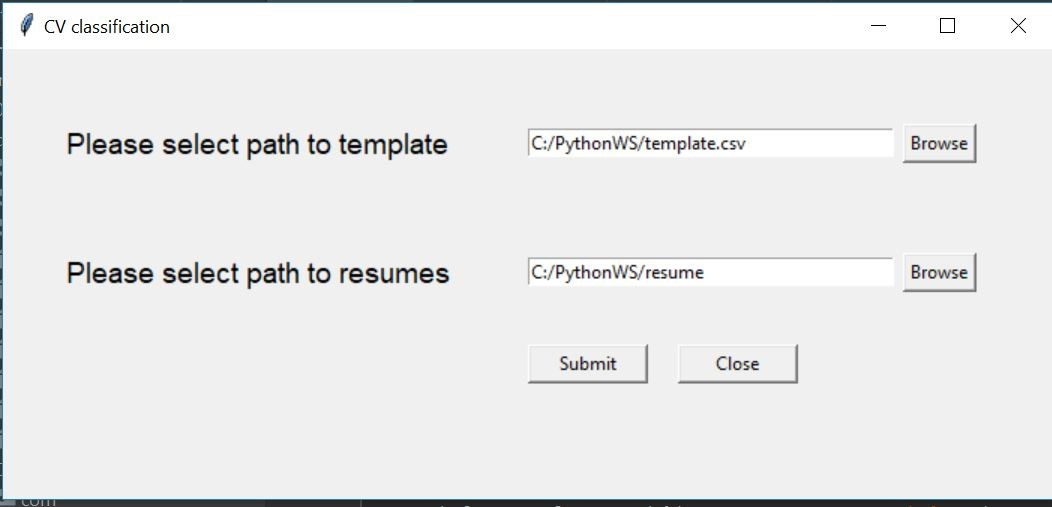 CV classification
Please select path to template
C:/PythonWS/template.csv
Browse
Please select path to resumes
C:/PythonWS/resume
Browse
Submit
Close
com